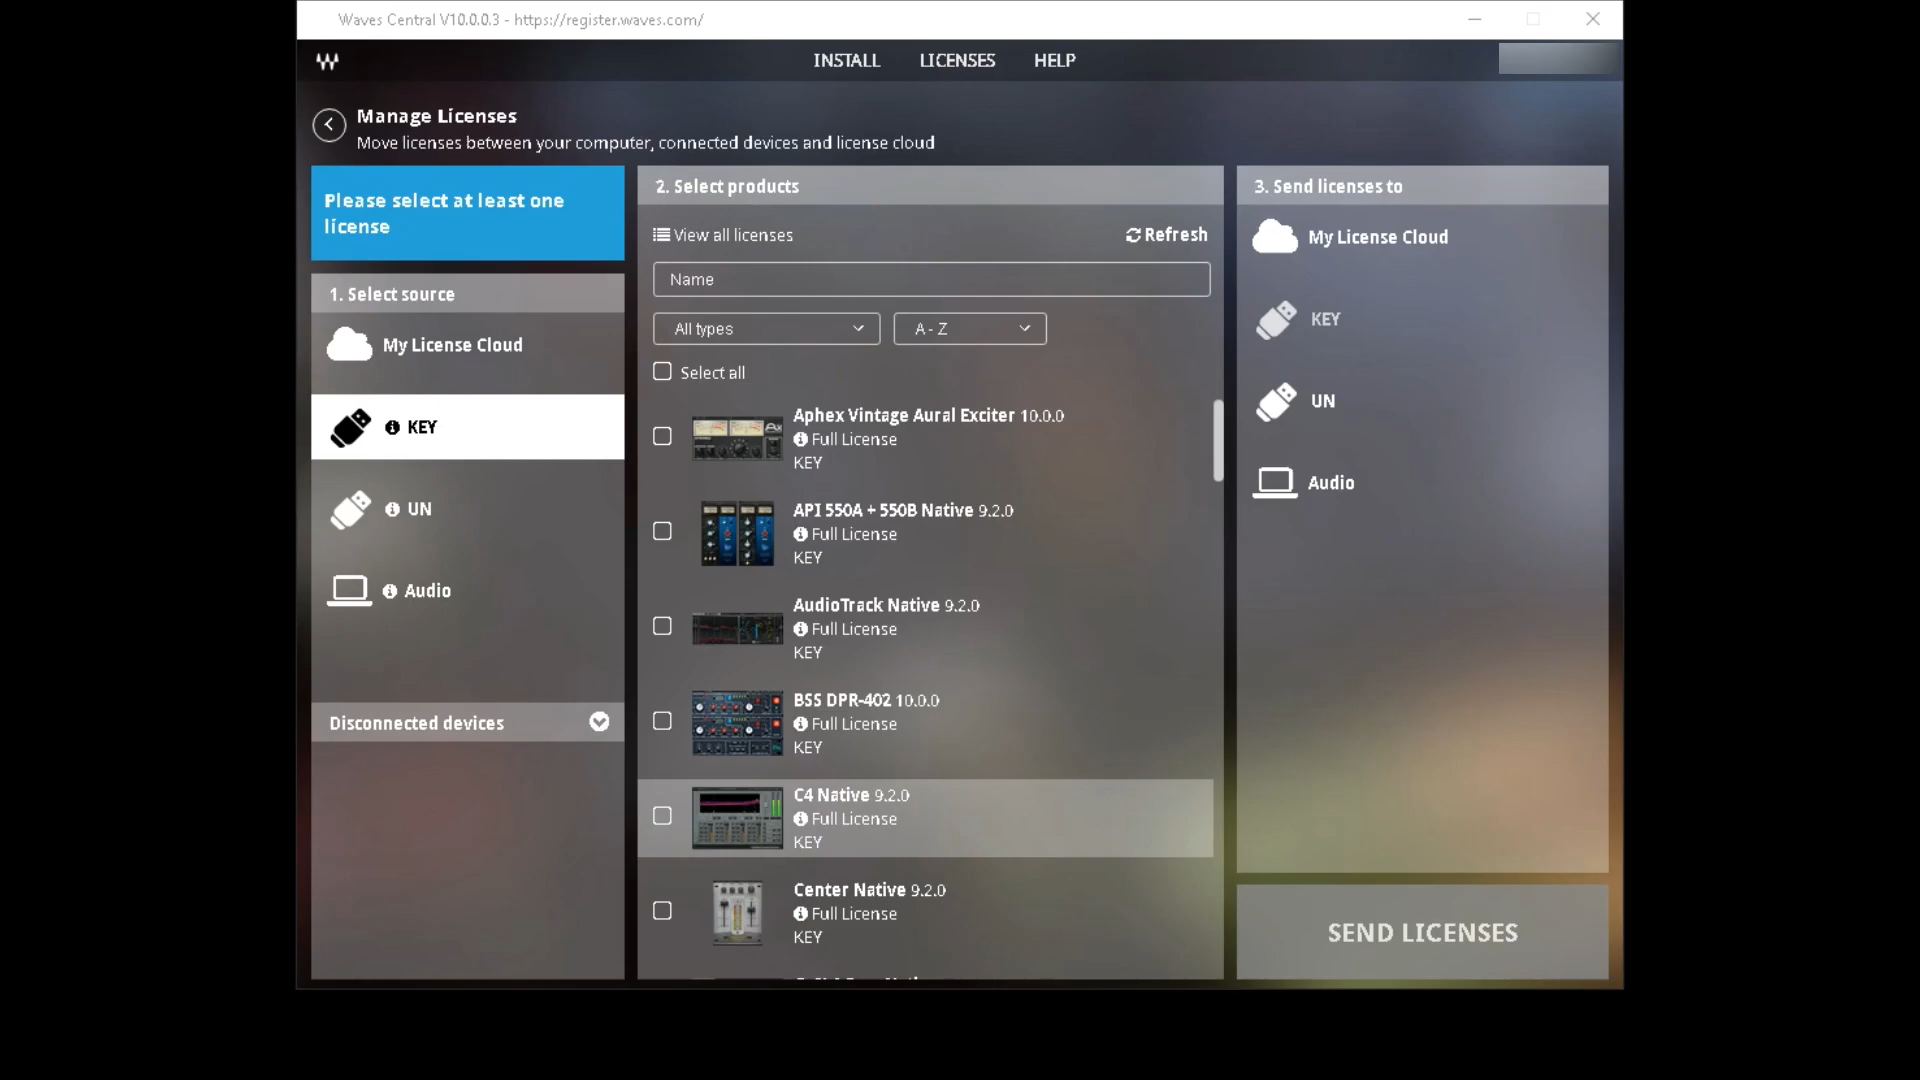 Waves Central V10.0.0.3 - https://register.waves.com/
INSTALL LICENSES HELP
Manage Licenses
Move licenses between your computer, connected devices and license cloud
Please select at least one
license
1. Select source
My License Cloud
KEY
UN
Audio
Disconnected devices
2. Select products
View all licenses Refresh
Name
All types A - Z
Select all
Aphex Vintage Aural Exciter 10.0.0
Full License
KEY
API 550A + 550B Native 9.2.0
Full License
KEY
AudioTrack Native 9.2.0
Full License
KEY
BSS DPR-402 10.0.0
Full License
KEY
C4 Native 9.2.0
Full License
KEY
Center Native 9.2.0
Full License
KEY
3. Send licenses to
My License Cloud
KEY
UN
Audio
SEND LICENSES